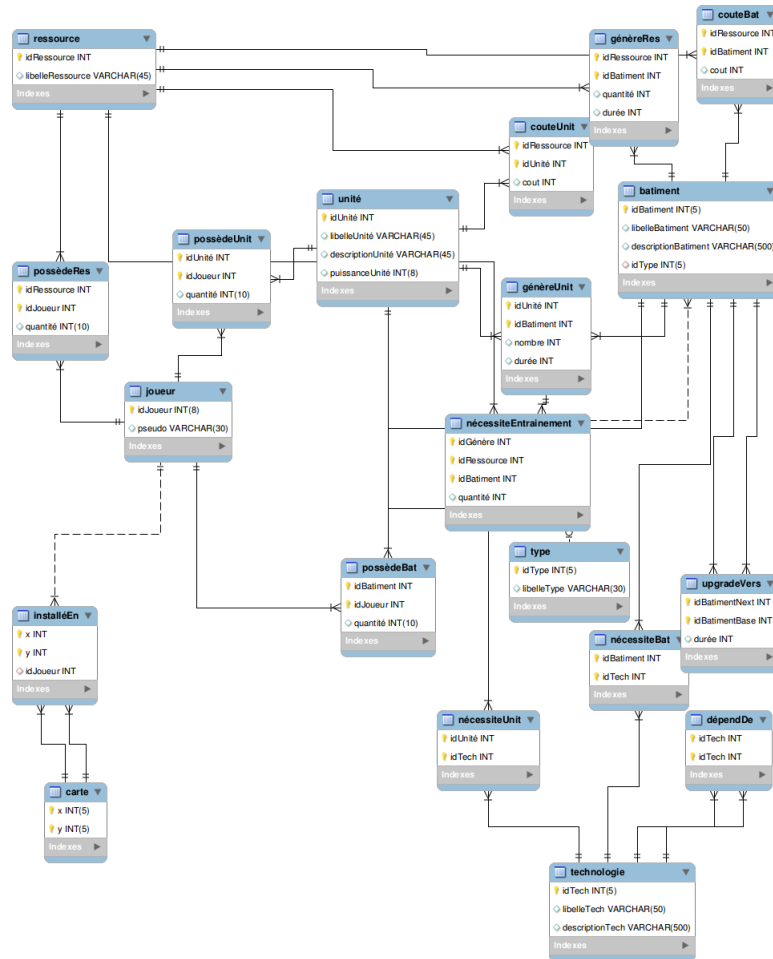 ressource
idRessource INT
libelleRessource VARCHAR(45)
Indexes
génèreRes
idRessource INT
idBatiment INT
quantité INT
durée INT
Indexes
couteBat
idRessource INT
idBatiment INT
cout INT
Indexes
couteUnit
idRessource INT
idUnité INT
cout INT
Indexes
unité
idUnité INT
libelleUnité VARCHAR(45)
descriptionUnité VARCHAR(45)
puissanceUnité INT(8)
Indexes
batiment
idBatiment INT(5)
libelleBatiment VARCHAR(50)
descriptionBatiment VARCHAR(500)
idType INT(5)
Indexes
possèdeUnit
idUnité INT
idJoueur INT
quantité INT(10)
Indexes
possèdeRes
idRessource INT
idJoueur INT
quantité INT(10)
Indexes
génèreUnit
idUnité INT
idBatiment INT
nombre INT
durée INT
Indexes
joueur
idJoueur INT(8)
pseudo VARCHAR(30)
Indexes
nécessiteEntrainement
idGénère INT
idRessource INT
idBatiment INT
quantité INT
Indexes
type
idType INT(5)
libelleType VARCHAR(30)
Indexes
possèdeBat
idBatiment INT
idJoueur INT
quantité INT(10)
Indexes
upgradeVers
idBatimentNext INT
idBatimentBase INT
durée INT
Indexes
installéEn
x INT
y INT
idJoueur INT
Indexes
nécessiteBat
idBatiment INT
idTech INT
Indexes
nécessiteUnit
idUnité INT
idTech INT
Indexes
dépendDe
idTech INT
idTech INT
Indexes
carte
x INT(5)
y INT(5)
Indexes
technologie
idTech INT(5)
libelleTech VARCHAR(50)
descriptionTech VARCHAR(500)
Indexes